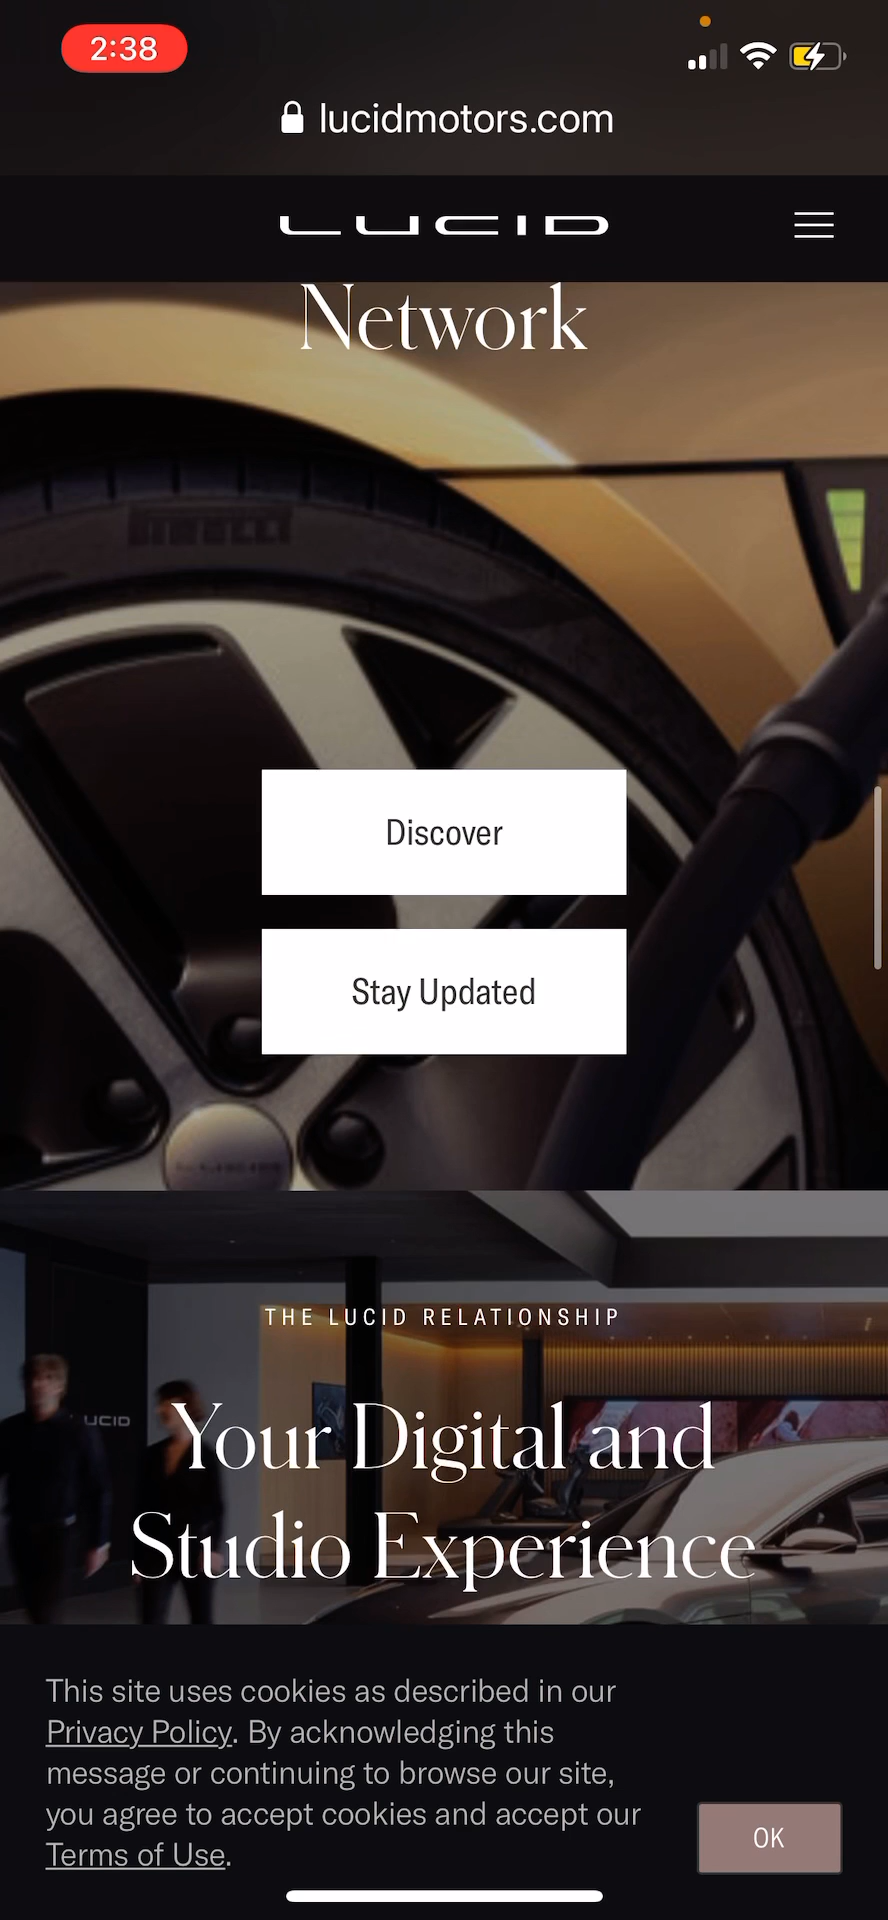 2:38
lucidmotors.com
LUCID
Network
Discover
Stay Updated
THE LUCID RELATIONSHIP
UCID
Your Digital and
Studio Experience
This site uses cookies as described in our
Privacy Policy. By acknowledging this
message or continuing to browse our site,
you agree to accept cookies and accept our
Terms of Use.
OK